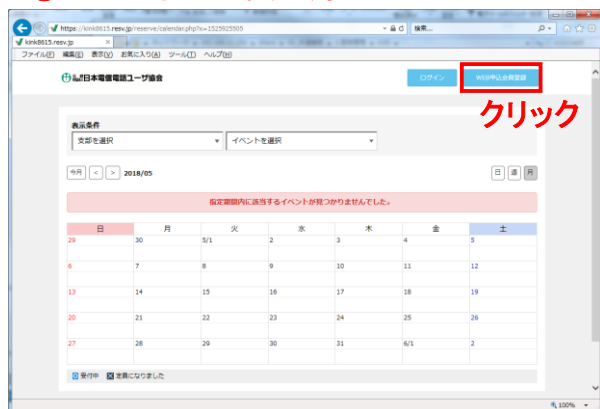 https://kink8615.resv.jp/reserve/calendar.php?x=1525925505
検索...
kink8615.resv.jp
ファイル(F) 編集(E) 表示(V) お気に入り(A) ツール(T) ヘルプ(H)
日本電信電話ユーザ協会
ログイン
WEB申込会員登録
クリック
表示条件
支部を選択
イベントを選択
今月 < > 2018/05
日 週 月
指定期間内に該当するイベントが見つかりませんでした。
日 月 火 水 木 金 土
29 30 5/1 2 3 4 5
6 7 8 9 10 11 12
13 14 15 16 17 18 19
20 21 22 23 24 25 26
27 28 29 30 31 6/1 2
受付中 定員になりました
100%